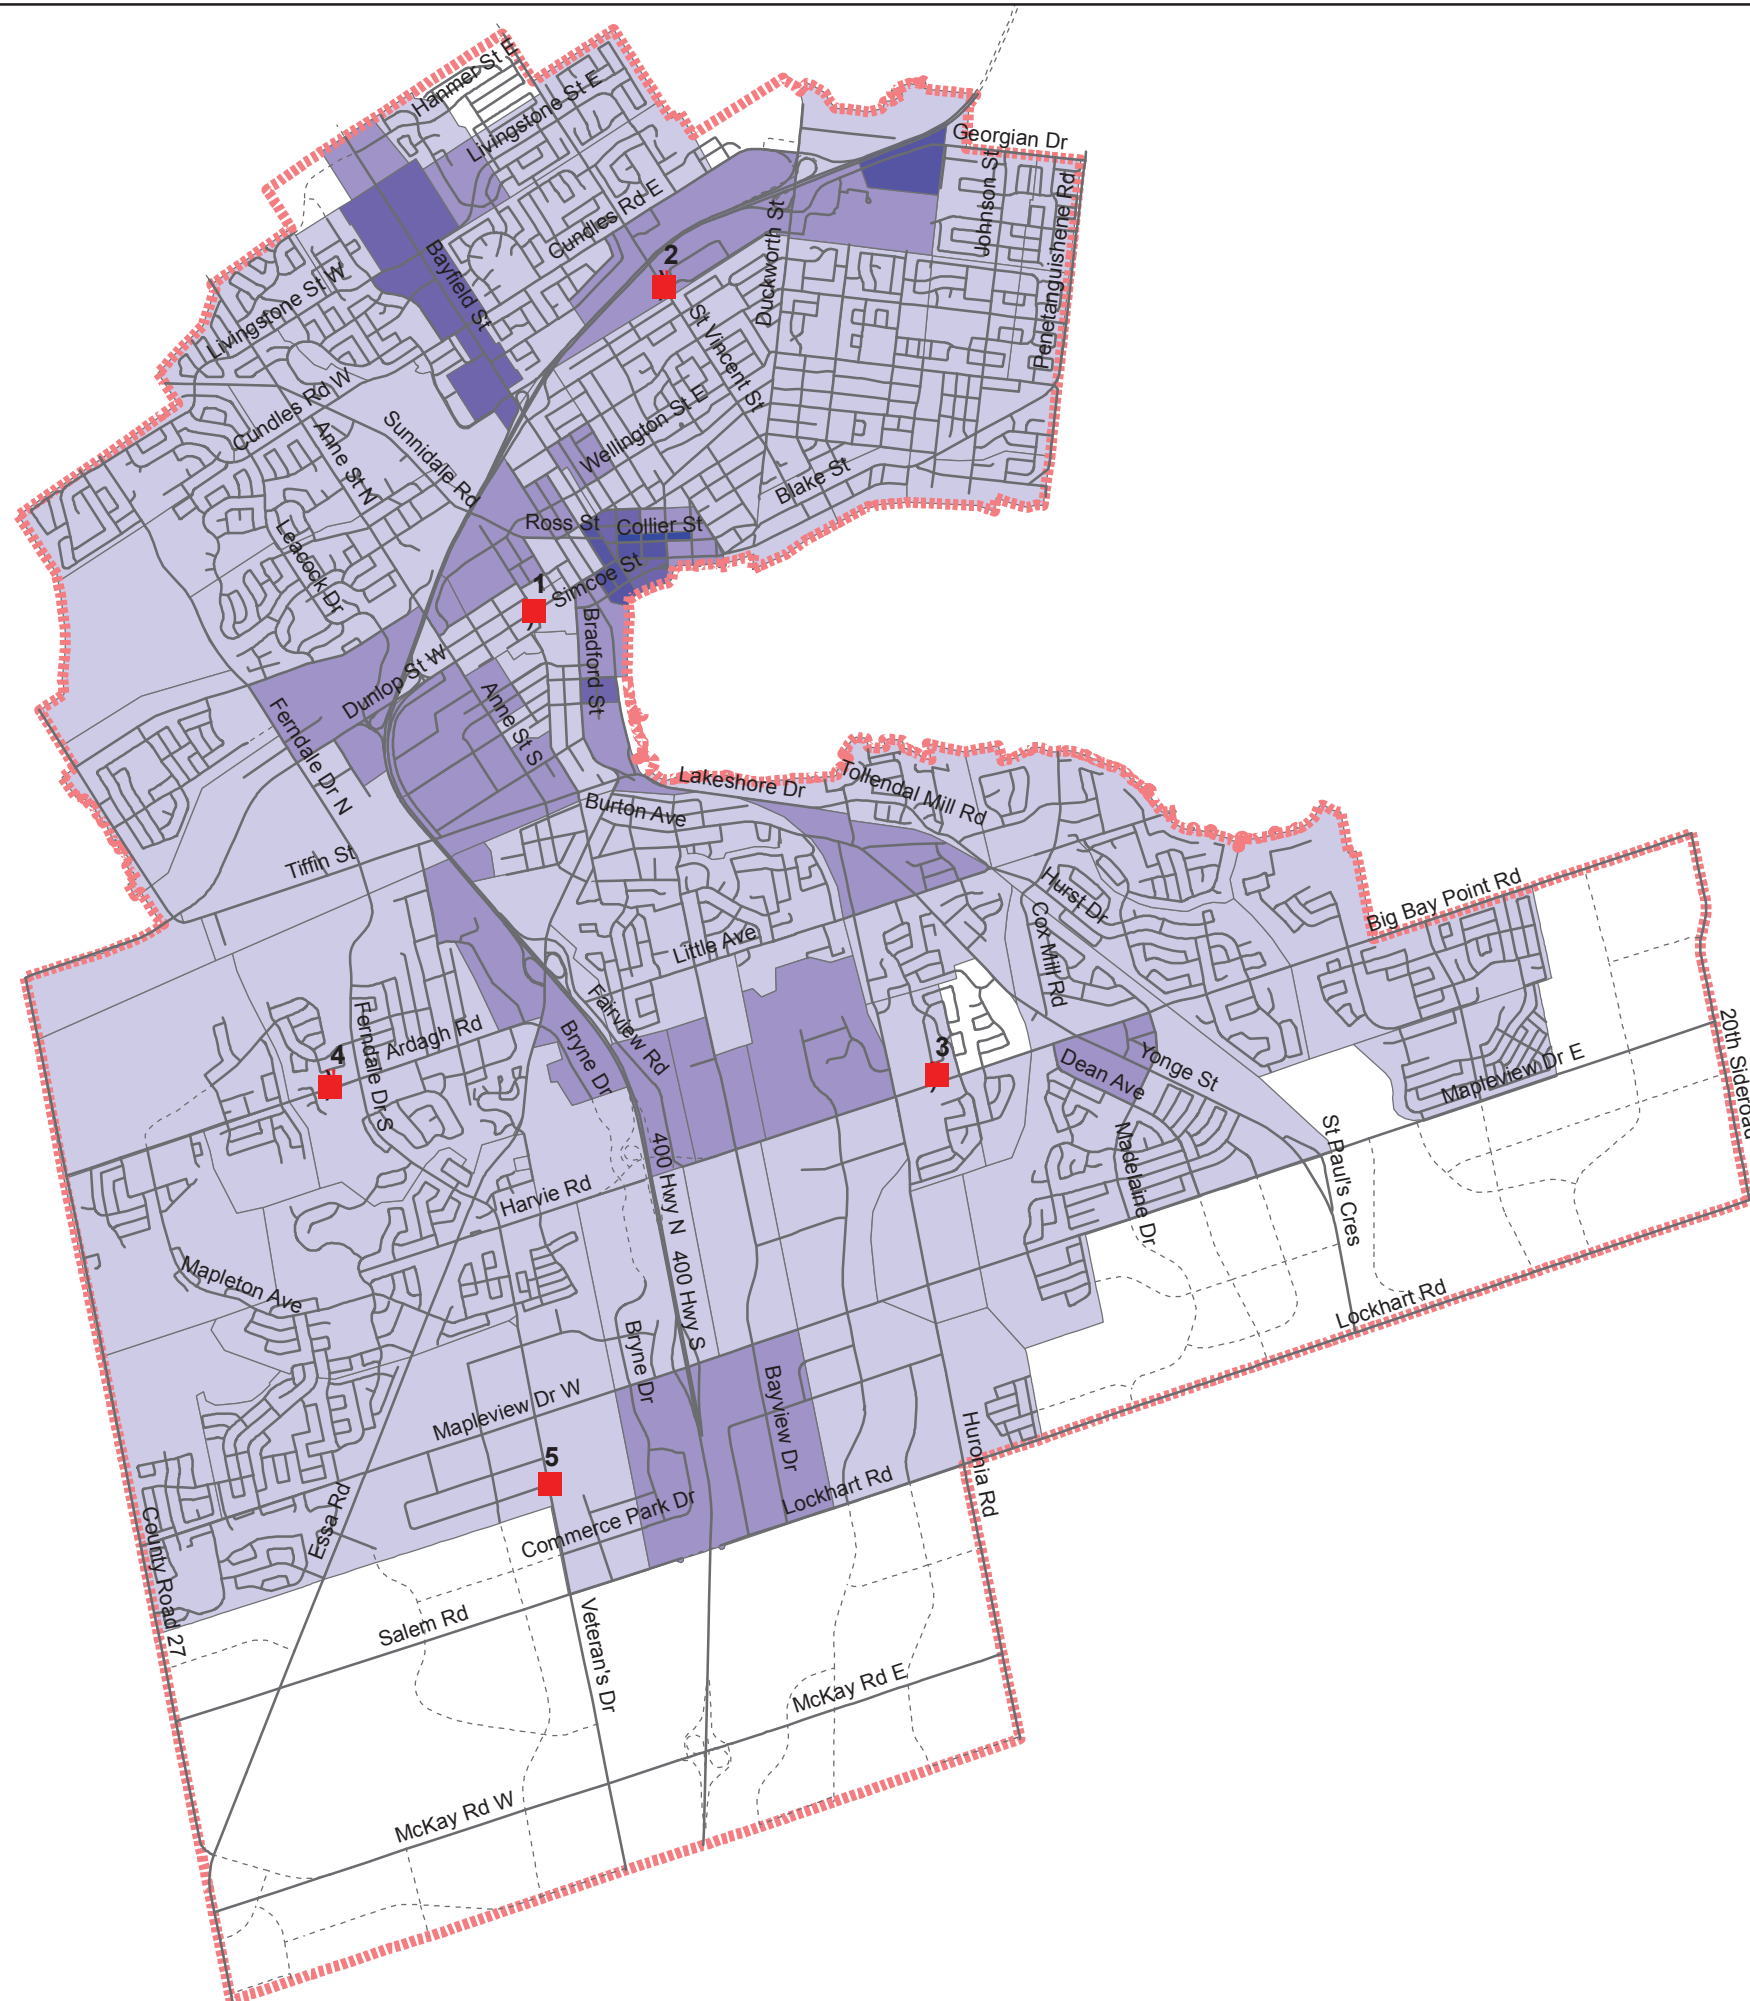 Hanmer St E
Livingstone St E
Georgian Dr
Johnson St
Penetanguishene Rd
Cundles Rd E
Duckworth St
2
Bayfield St
Livingstone St W
St Vincent St
Cundles Rd W
Anne St N
Sunnidale Rd
Wellington St E
Blake St
Ross St
Collier St
Leacock Dr
Simcoe St
1
Bradford St
Dunlop St W
Anne St S
Ferndale Dr N
Lakeshore Dr
Tollendal Mill Rd
Burton Ave
Tiffin St
Hurst Dr
Big Bay Point Rd
Cox Mill Rd
Little Ave
Fairview Rd
Ferndale Dr S
Ardagh Rd
4
Bryne Dr
3
Dean Ave
Yonge St
Mapleview Dr E
20th Sideroad
Madelaine Dr
St Paul's Cres
400 Hwy N
Harvie Rd
400 Hwy S
Mapleton Ave
Lockhart Rd
Bryne Dr
Bayview Dr
Mapleview Dr W
5
Huronia Rd
Lockhart Rd
Commerce Park Dr
Essa Rd
County Road 27
Salem Rd
Veteran's Dr
McKay Rd E
McKay Rd W